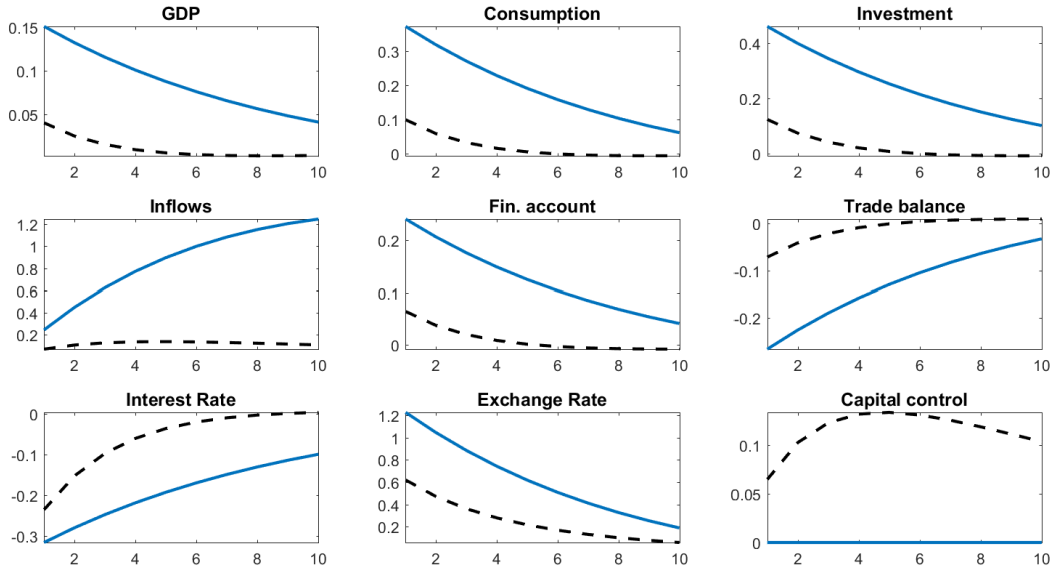 GDP
0.15
0.1
0.05
2 4 6 8 10
Consumption
0.3
0.2
0.1
0
2 4 6 8 10
Investment
0.4
0.2
0
2 4 6 8 10
Inflows
1.2
1
0.8
0.6
0.4
0.2
2 4 6 8 10
Fin. account
0.2
0.1
0
2 4 6 8 10
Trade balance
0
-0.1
-0.2
2 4 6 8 10
Interest Rate
0
-0.1
-0.2
-0.3
2 4 6 8 10
Exchange Rate
1.2
1
0.8
0.6
0.4
0.2
2 4 6 8 10
Capital control
0.1
0.05
0
2 4 6 8 10